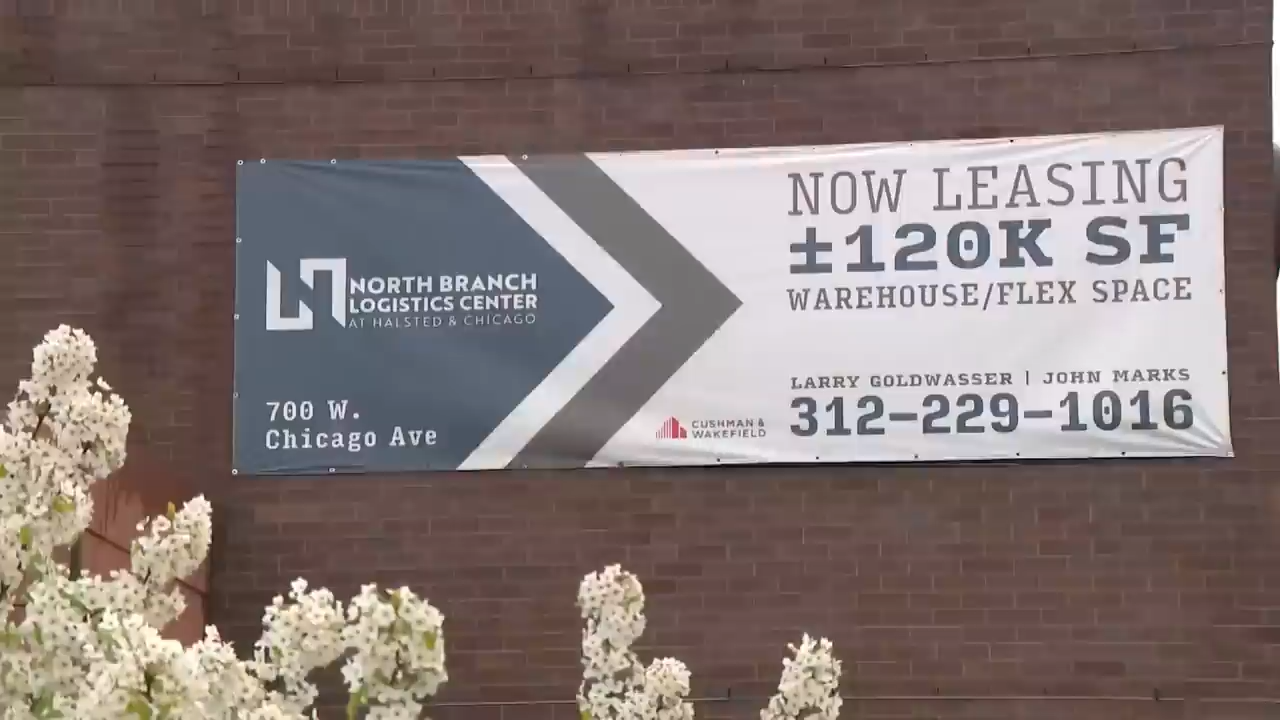 NORTH BRANCH
LOGISTICS CENTER
AT HALSTED & CHICAGO
700 W.
Chicago Ave
NOW LEASING
±120K SF
WAREHOUSE/FLEX SPACE
LARRY GOLDWASSER | JOHN MARKS
312-229-1016
CUSHMAN &
WAKEFIELD